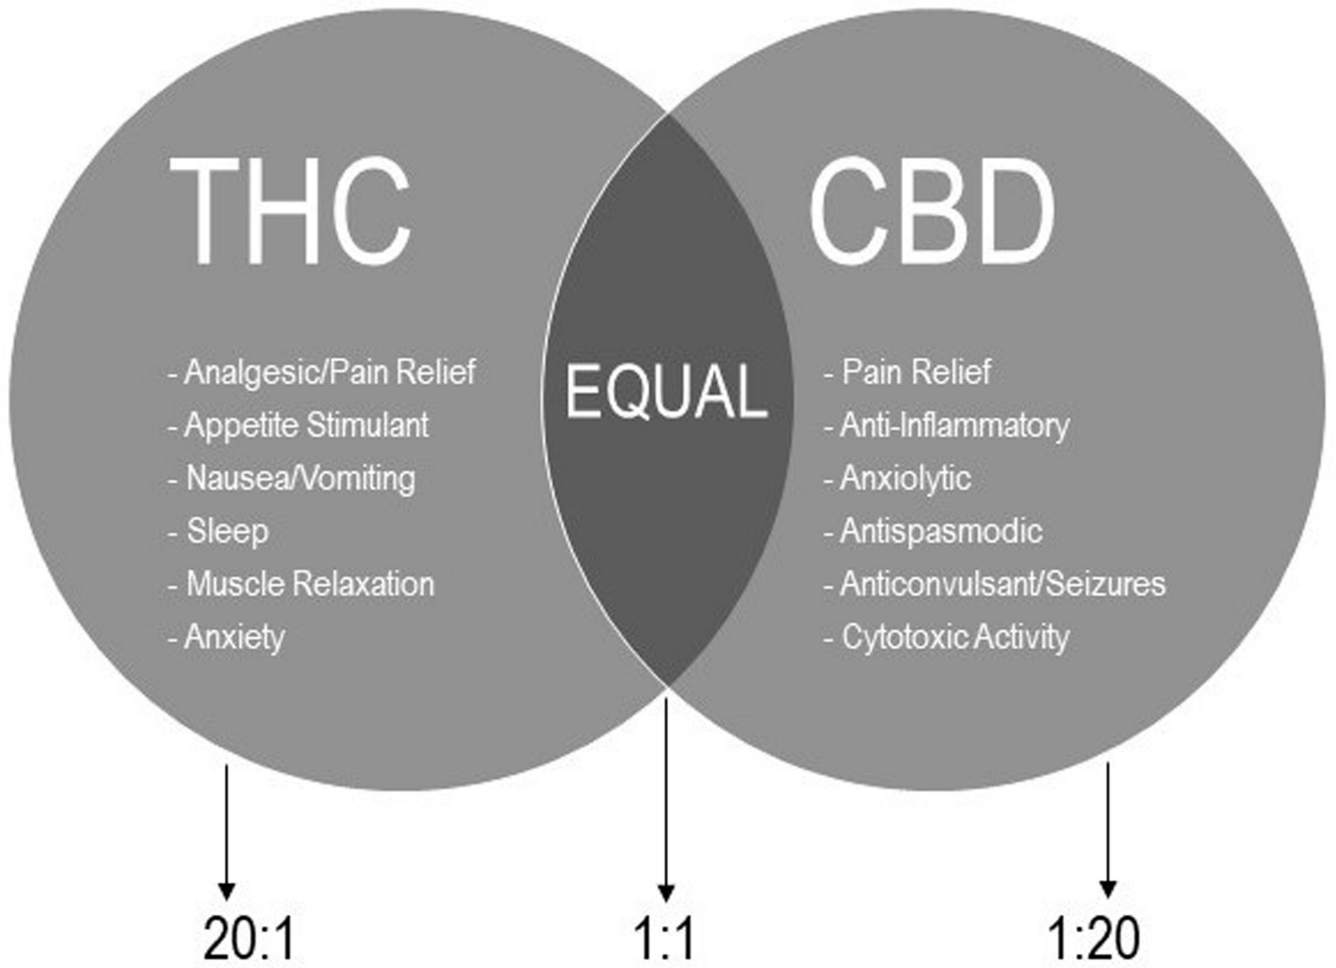 THC
- Analgesic/Pain Relief
- Appetite Stimulant
- Nausea/Vomiting
- Sleep
- Muscle Relaxation
- Anxiety
EQUAL
CBD
- Pain Relief
- Anti-Inflammatory
- Anxiolytic
- Antispasmodic
- Anticonvulsant/Seizures
- Cytotoxic Activity
20:1
1:1
1:20